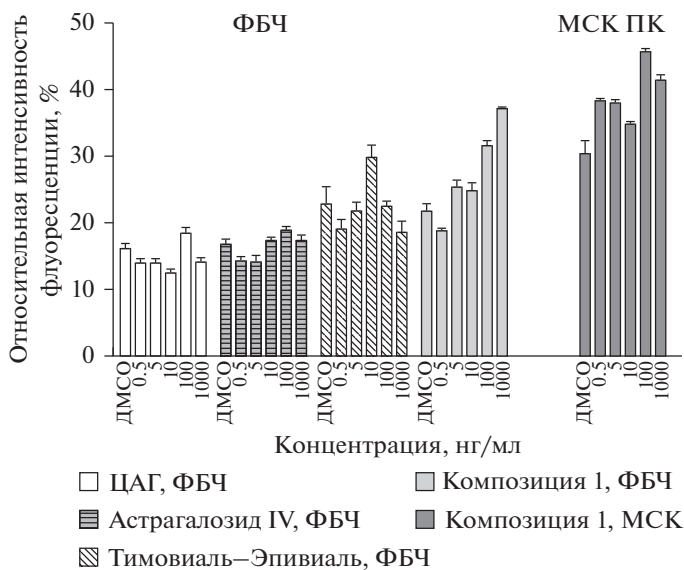 ФБЧ МСК ПК
Относительная интенсивность
флуоресценции, %
50
40
30
20
10
0
ДМСО 0.5 5 10 100 1000 ДМСО 0.5 5 10 100 1000 ДМСО 0.5 5 10 100 1000 ДМСО 0.5 5 10 100 1000 ДМСО 0.5 5 10 100 1000
Концентрация, нг/мл
ЦАГ, ФБЧ
Композиция 1, ФБЧ
Астрагалозид IV, ФБЧ
Композиция 1, МСК
Тимовиаль–Эпивиаль, ФБЧ